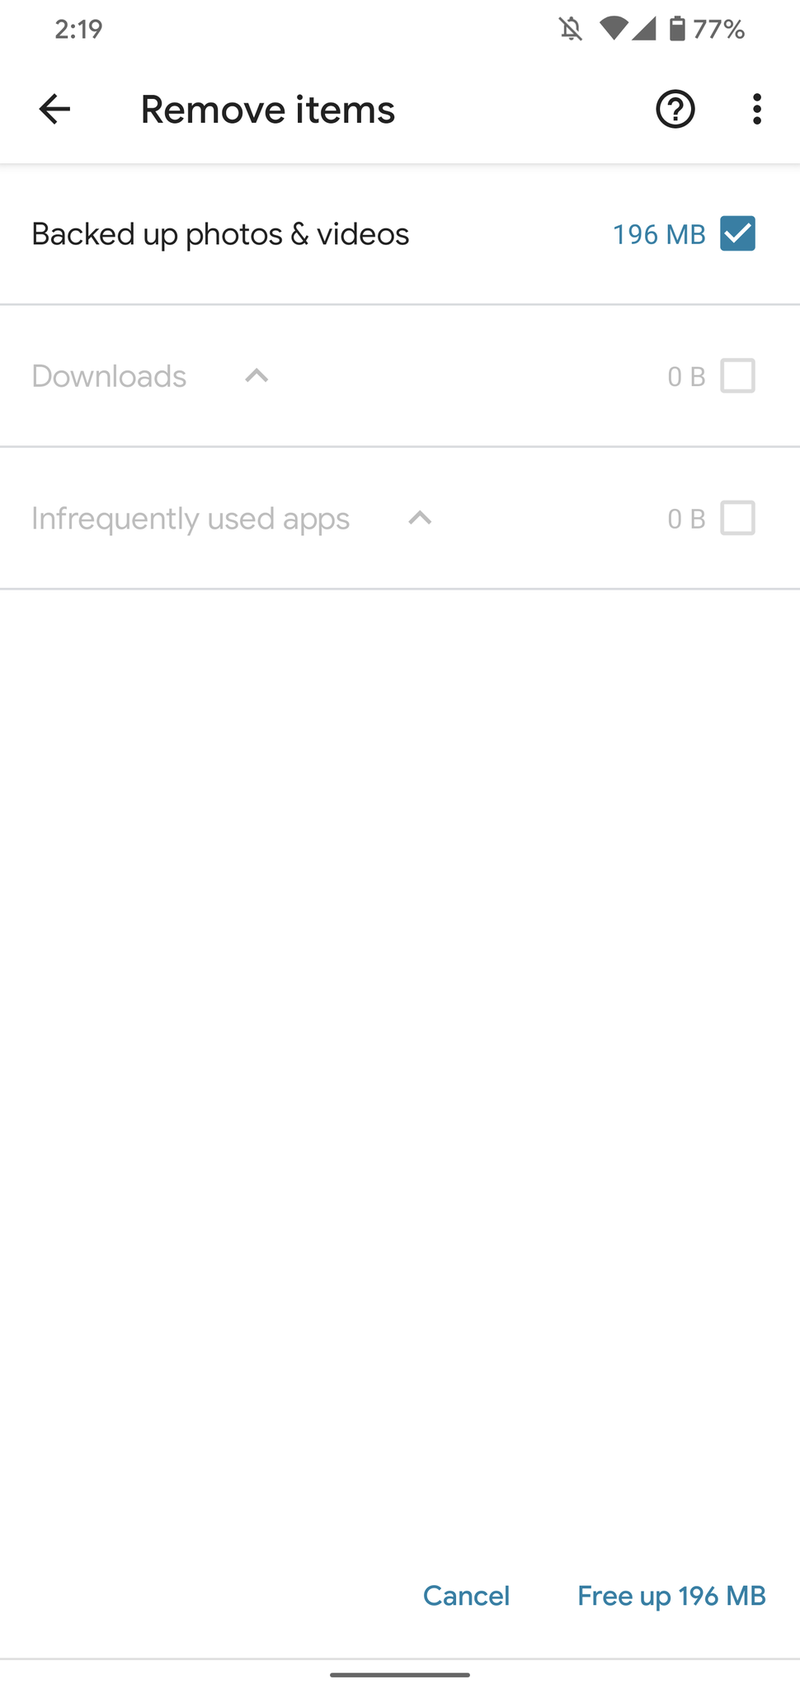 2:19 77%
Remove items
Backed up photos & videos 196 MB
Downloads 0 B
Infrequently used apps 0 B
Cancel Free up 196 MB